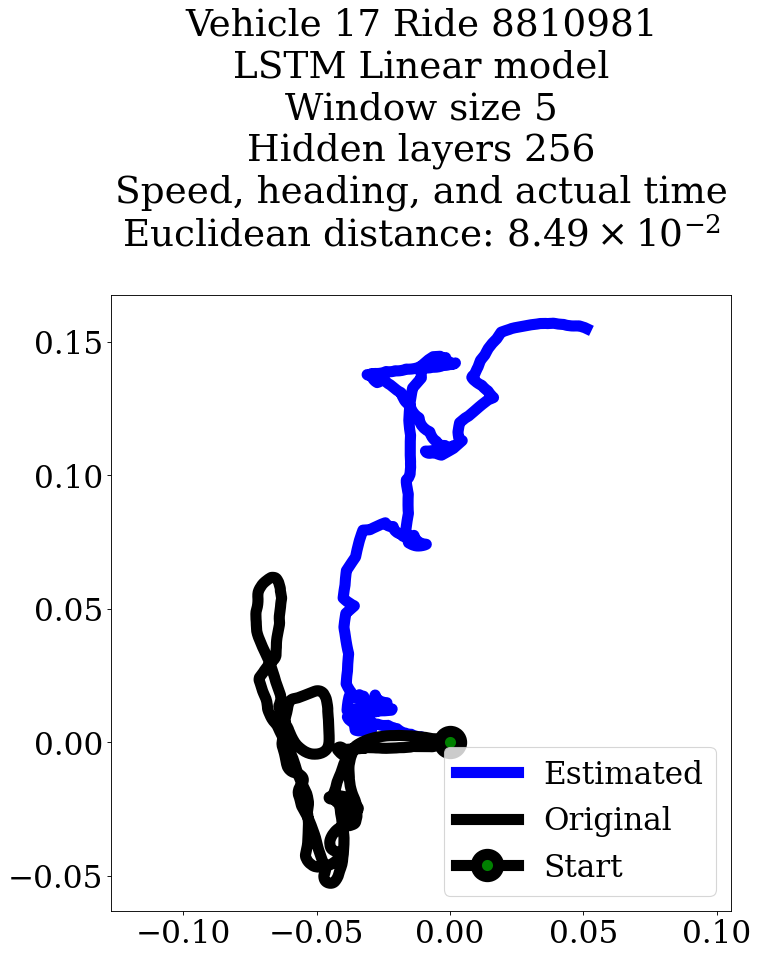 Vehicle 17 Ride 8810981
LSTM Linear model
Window size 5
Hidden layers 256
Speed, heading, and actual time
Euclidean distance: 8.49 × 10⁻²
0.15
0.10
0.05
0.00
−0.05
−0.10
−0.05
0.00
0.05
0.10
Estimated
Original
Start